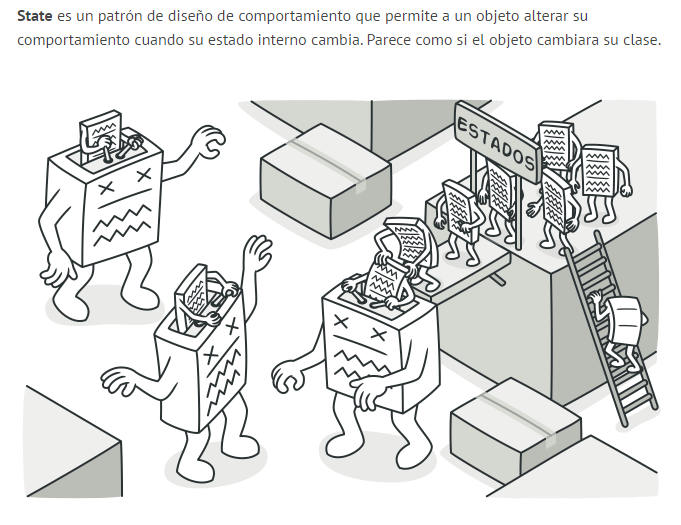 State es un patrón de diseño de comportamiento que permite a un objeto alterar su
comportamiento cuando su estado interno cambia. Parece como si el objeto cambiara su clase.
ESTADOS